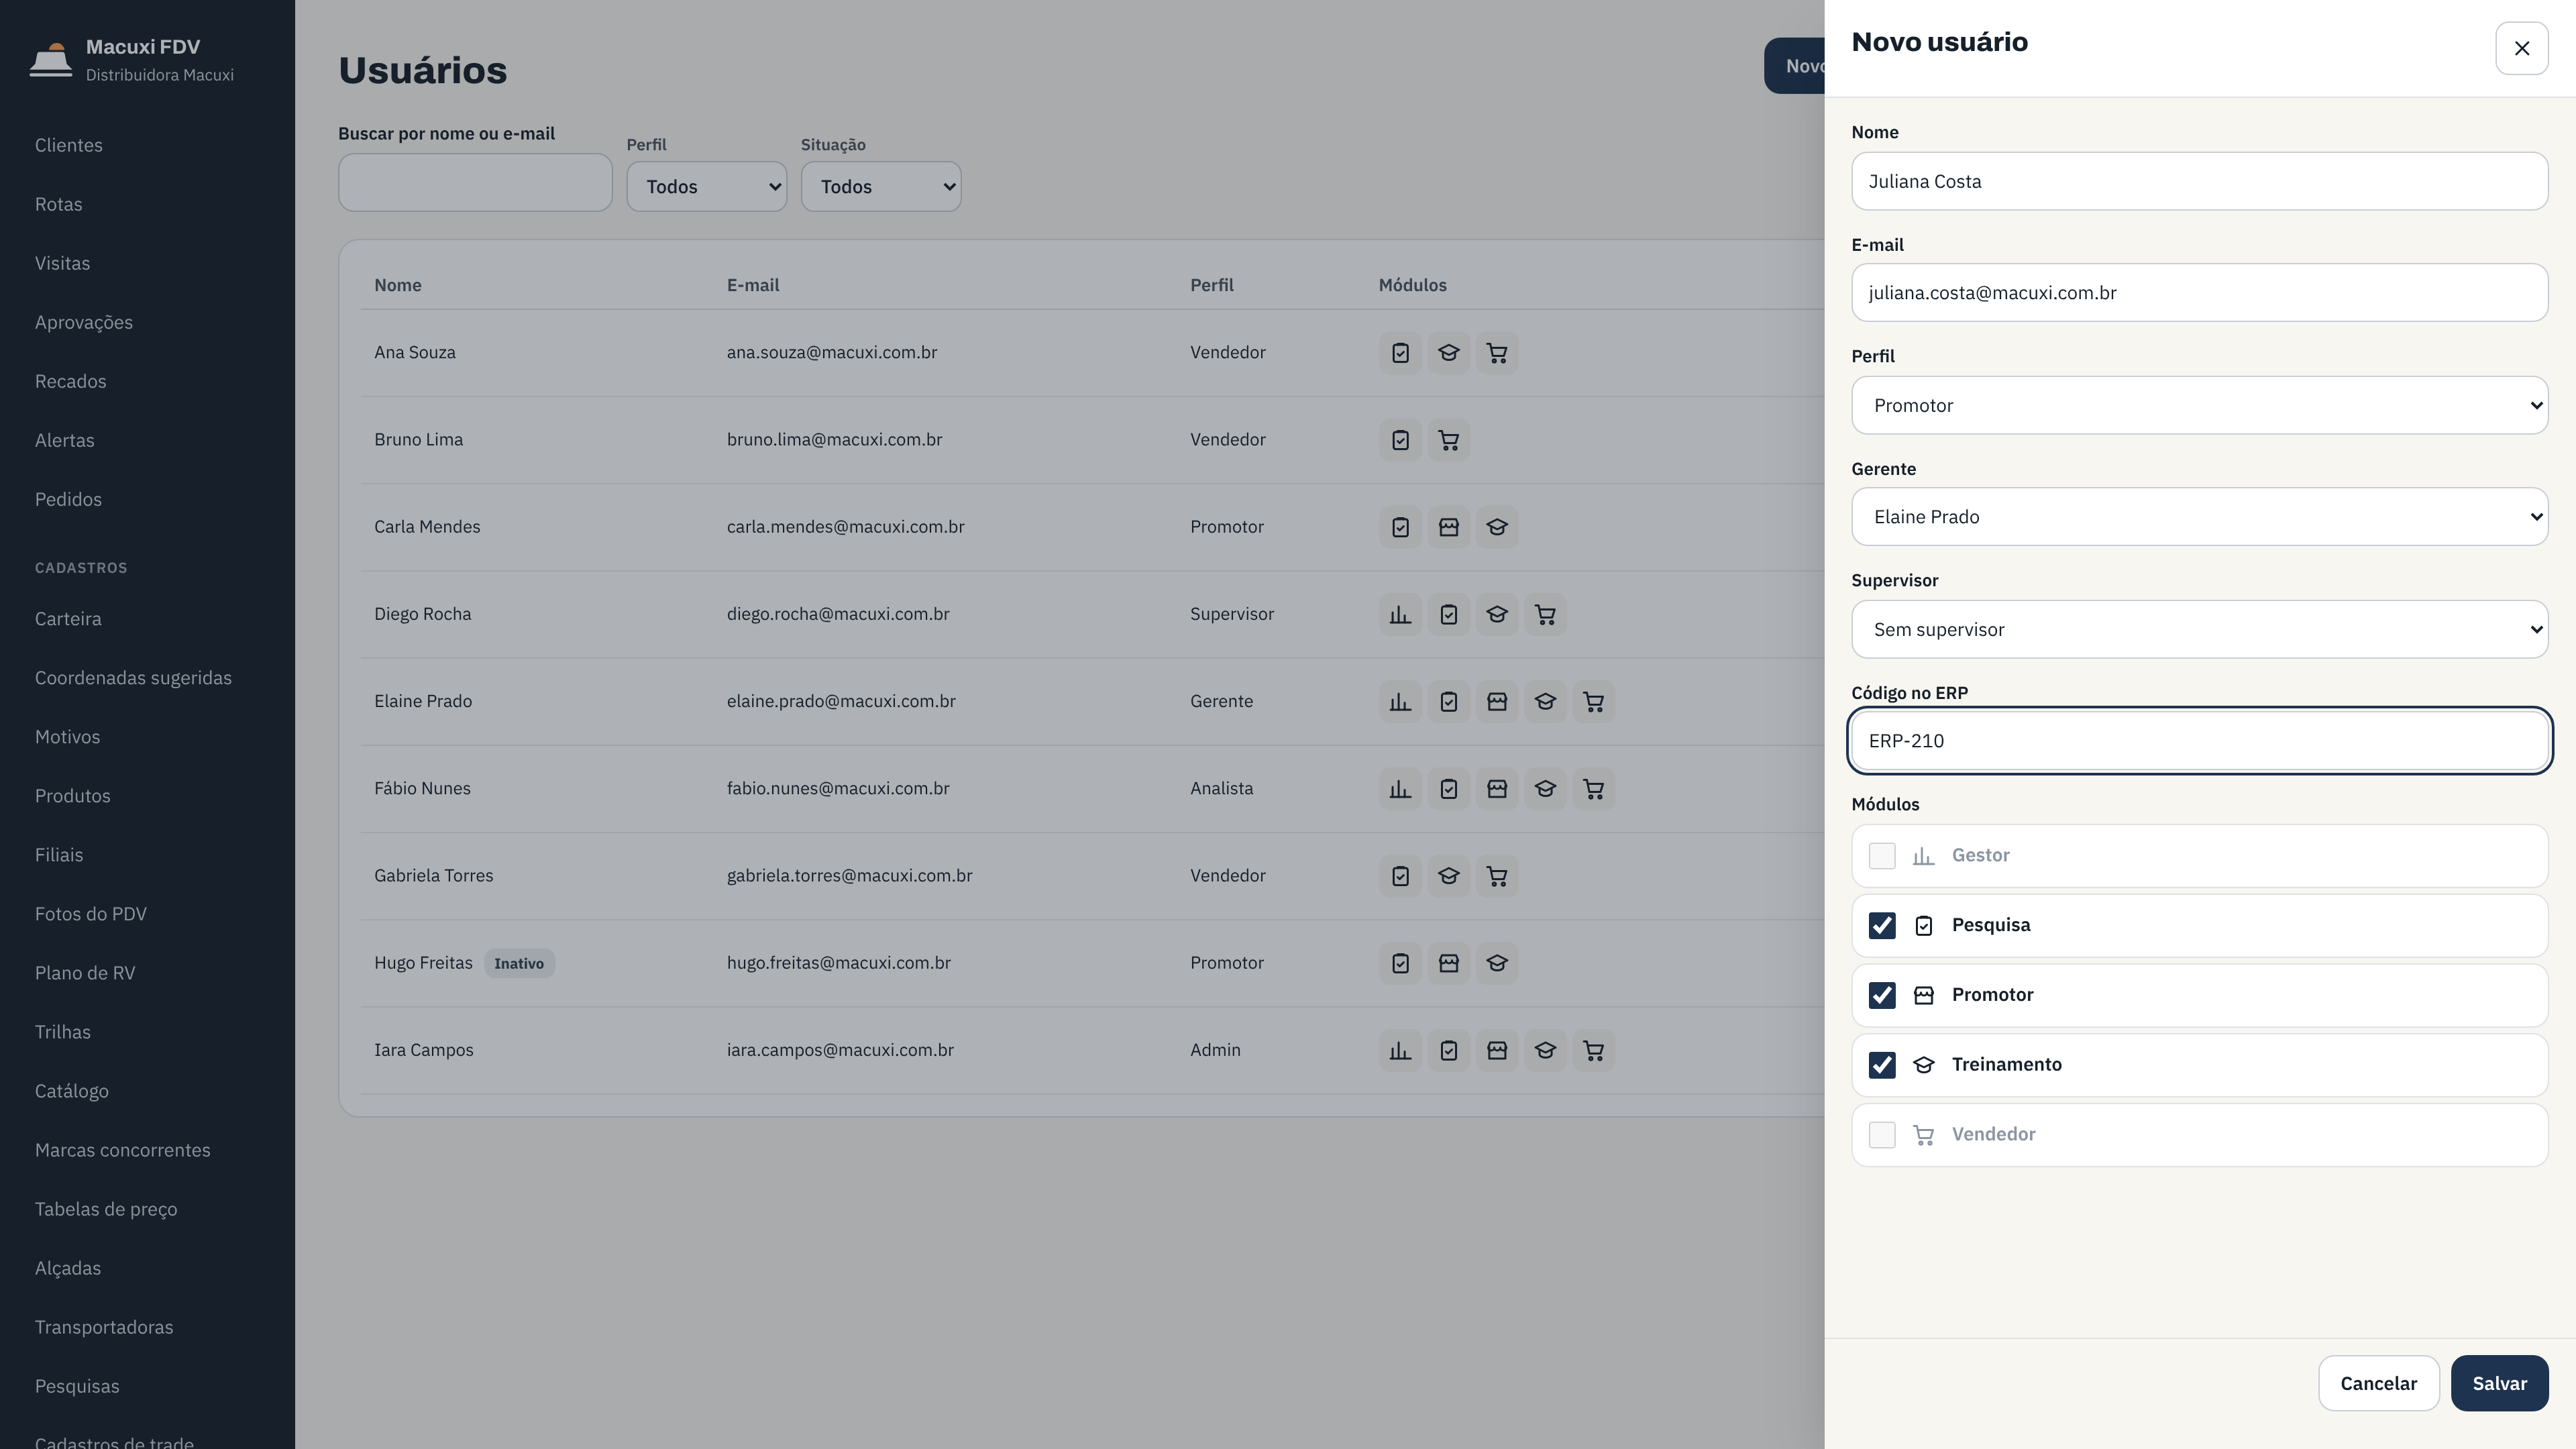 Macuxi FDV
Distribuidora Macuxi
Clientes
Rotas
Visitas
Aprovações
Recados
Alertas
Pedidos
CADASTROS
Carteira
Coordenadas sugeridas
Motivos
Produtos
Filiais
Fotos do PDV
Plano de RV
Trilhas
Catálogo
Marcas concorrentes
Tabelas de preço
Alçadas
Transportadoras
Pesquisas
Cadastros de trade
Usuários
Novo
Buscar por nome ou e-mail
Perfil
Situação
Todos
Todos
Nome E-mail Perfil Módulos
Ana Souza ana.souza@macuxi.com.br Vendedor
Bruno Lima bruno.lima@macuxi.com.br Vendedor
Carla Mendes carla.mendes@macuxi.com.br Promotor
Diego Rocha diego.rocha@macuxi.com.br Supervisor
Elaine Prado elaine.prado@macuxi.com.br Gerente
Fábio Nunes fabio.nunes@macuxi.com.br Analista
Gabriela Torres gabriela.torres@macuxi.com.br Vendedor
Hugo Freitas Inativo hugo.freitas@macuxi.com.br Promotor
Iara Campos iara.campos@macuxi.com.br Admin
Novo usuário
Nome
Juliana Costa
E-mail
juliana.costa@macuxi.com.br
Perfil
Promotor
Gerente
Elaine Prado
Supervisor
Sem supervisor
Código no ERP
ERP-210
Módulos
Gestor
Pesquisa
Promotor
Treinamento
Vendedor
Cancelar
Salvar